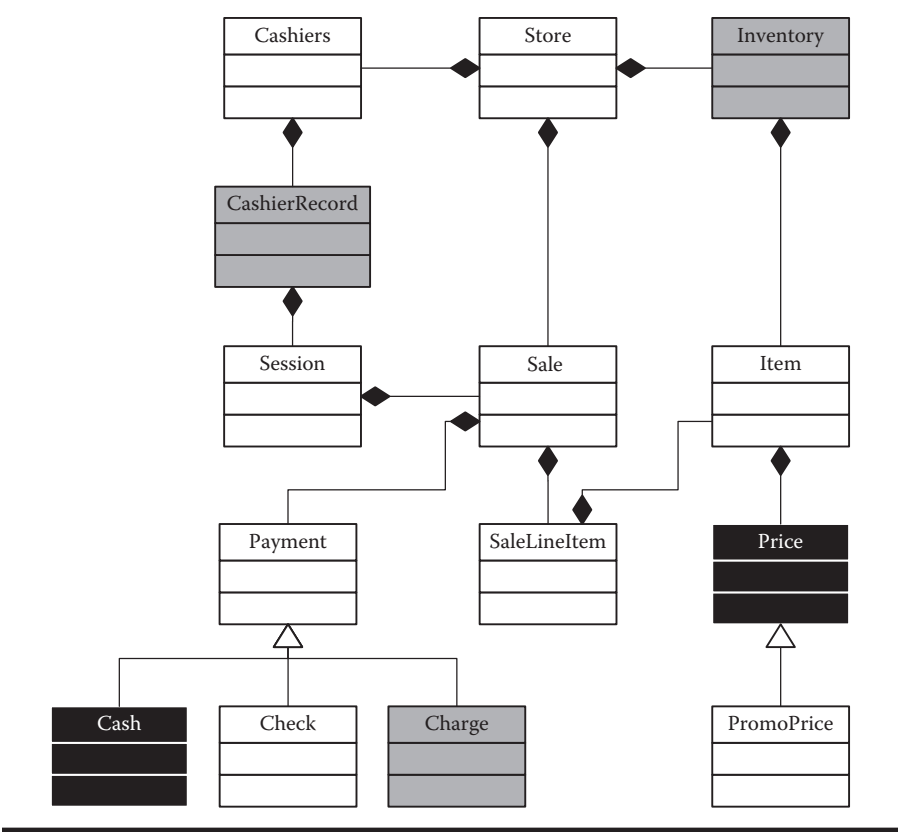 Cashiers
Store
Inventory
CashierRecord
Session
Sale
Item
Payment
SaleLineItem
Price
Cash
Check
Charge
PromoPrice